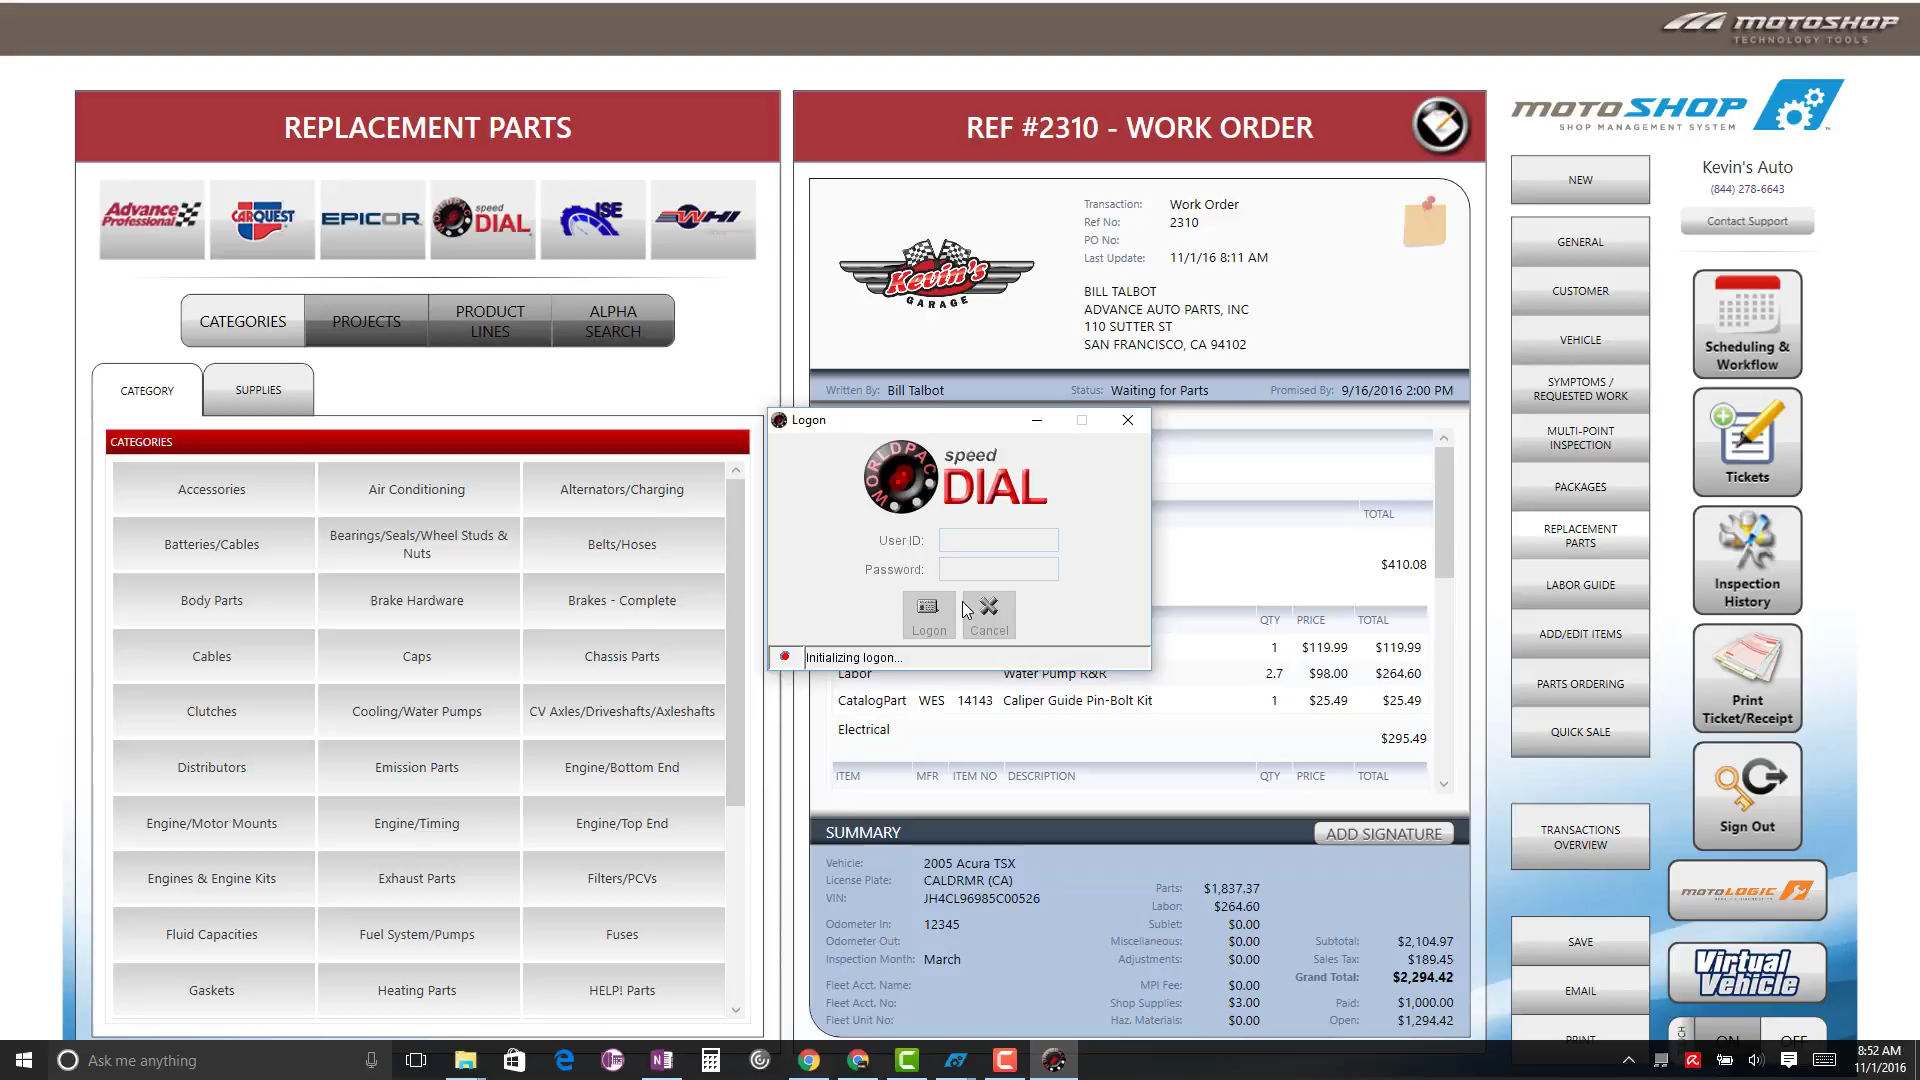 MOTOSHOP
TECHNOLOGY TOOLS
REPLACEMENT PARTS
Advance Professional
CARQUEST
EPICOR
WORLDPAC speed DIAL
ISE
WHI
CATEGORIES
PROJECTS
PRODUCT LINES
ALPHA SEARCH
CATEGORY
SUPPLIES
CATEGORIES
Accessories
Air Conditioning
Alternators/Charging
Batteries/Cables
Bearings/Seals/Wheel Studs & Nuts
Belts/Hoses
Body Parts
Brake Hardware
Brakes - Complete
Cables
Caps
Chassis Parts
Clutches
Cooling/Water Pumps
CV Axles/Driveshafts/Axleshafts
Distributors
Emission Parts
Engine/Bottom End
Engine/Motor Mounts
Engine/Timing
Engine/Top End
Engines & Engine Kits
Exhaust Parts
Filters/PCVs
Fluid Capacities
Fuel System/Pumps
Fuses
Gaskets
Heating Parts
HELP! Parts
REF #2310 - WORK ORDER
Kevin's GARAGE
Transaction: Work Order
Ref No: 2310
PO No:
Last Update: 11/1/16 8:11 AM
BILL TALBOT
ADVANCE AUTO PARTS, INC
110 SUTTER ST
SAN FRANCISCO, CA 94102
Written By: Bill Talbot Status: Waiting for Parts Promised By: 9/16/2016 2:00 PM
Logon
WORLDPAC speed DIAL
User ID:
Password:
Logon
Cancel
Initializing logon...
TOTAL
$410.08
QTY PRICE TOTAL
1 $119.99 $119.99
Labor Water Pump R&R 2.7 $98.00 $264.60
CatalogPart WES 14143 Caliper Guide Pin-Bolt Kit 1 $25.49 $25.49
Electrical
$295.49
ITEM MFR ITEM NO DESCRIPTION QTY PRICE TOTAL
SUMMARY
ADD SIGNATURE
Vehicle: 2005 Acura TSX
License Plate: CALDRMR (CA)
VIN: JH4CL96985C00526
Odometer In: 12345
Odometer Out:
Inspection Month: March
Fleet Acct. Name:
Fleet Acct. No:
Fleet Unit No:
Parts: $1,837.37
Labor: $264.60
Sublet: $0.00
Miscellaneous: $0.00
Adjustments: $0.00
MPI Fee: $0.00
Shop Supplies: $3.00
Haz. Materials: $0.00
Subtotal: $2,104.97
Sales Tax: $189.45
Grand Total: $2,294.42
Paid: $1,000.00
Open: $1,294.42
motoSHOP
SHOP MANAGEMENT SYSTEM
NEW
GENERAL
CUSTOMER
VEHICLE
SYMPTOMS / REQUESTED WORK
MULTI-POINT INSPECTION
PACKAGES
REPLACEMENT PARTS
LABOR GUIDE
ADD/EDIT ITEMS
PARTS ORDERING
QUICK SALE
TRANSACTIONS OVERVIEW
SAVE
EMAIL
PRINT
Kevin's Auto
(844) 278-6643
Contact Support
Scheduling & Workflow
Tickets
Inspection History
Print Ticket/Receipt
Sign Out
motoLOGIC
Virtual Vehicle
ON OFF
Ask me anything
8:52 AM
11/1/2016